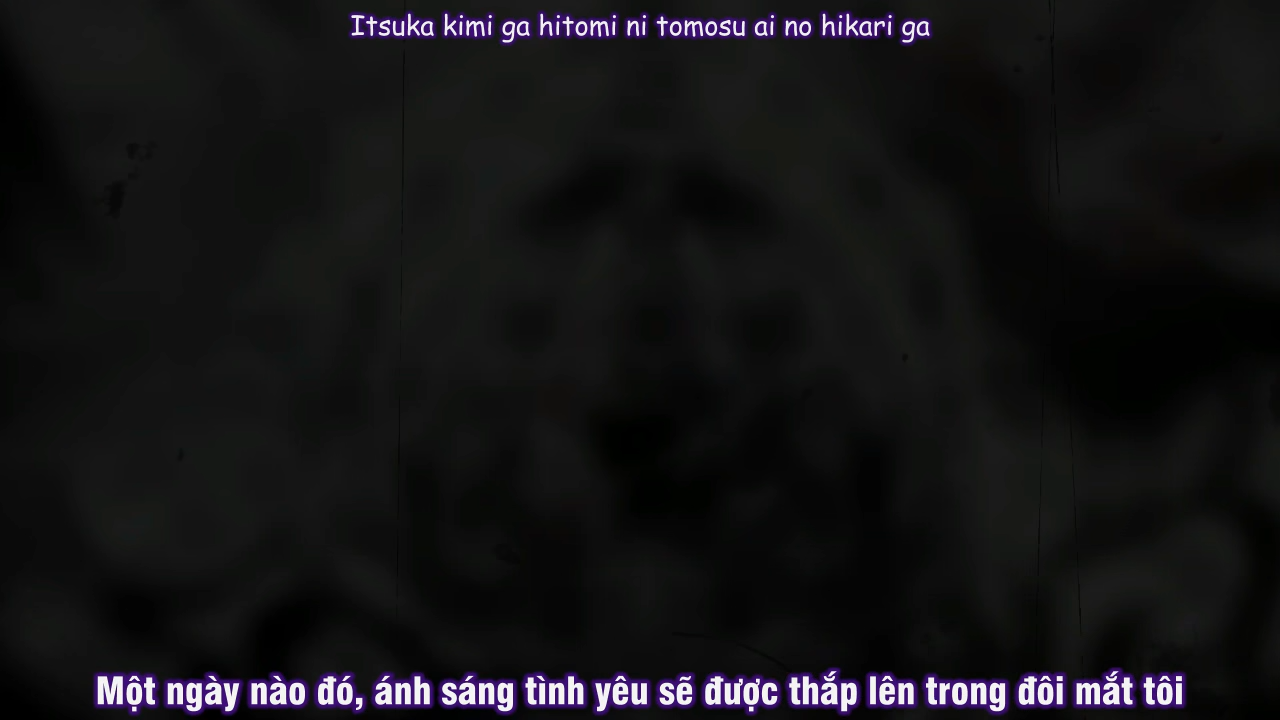 Itsuka kimi ga hitomi ni tomosu ai no hikari ga
Một ngày nào đó, ánh sáng tình yêu sẽ được thắp lên trong đôi mắt tôi